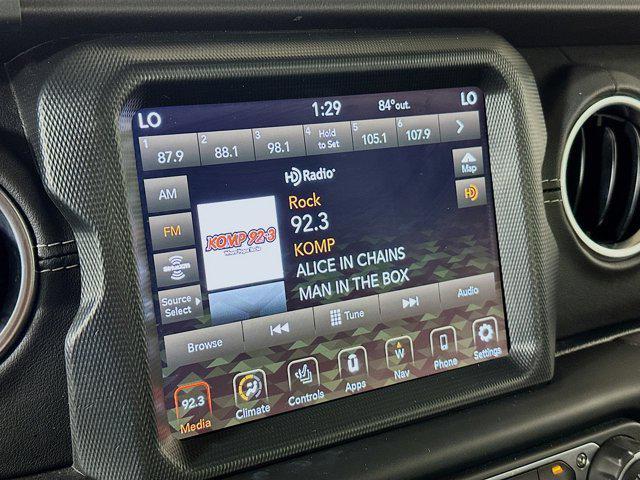 LO 1:29 84°out. LO
1 87.9 2 88.1 3 98.1 4 Hold to Set 5 105.1 6 107.9
HD Radio
AM
Map
Rock
FM
KOMP 92.3
92.3
KOMP
SiriusXM
ALICE IN CHAINS
Source Select
MAN IN THE BOX
Browse Tune Audio
92.3
W
Media Climate Controls Apps Nav Phone Settings